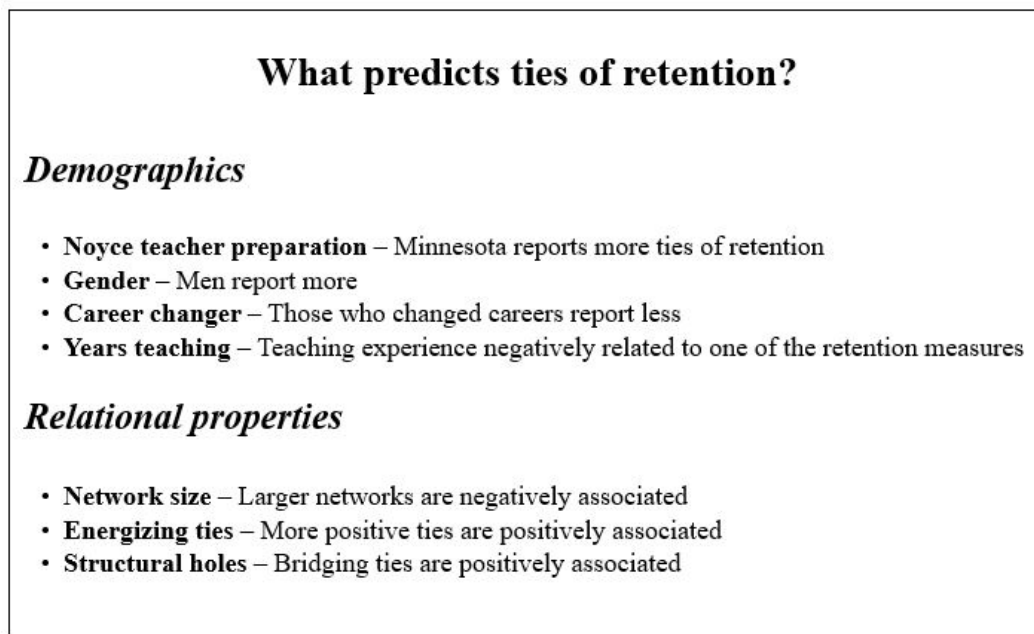 What predicts ties of retention?
Demographics
• Noyce teacher preparation – Minnesota reports more ties of retention
• Gender – Men report more
• Career changer – Those who changed careers report less
• Years teaching – Teaching experience negatively related to one of the retention measures
Relational properties
• Network size – Larger networks are negatively associated
• Energizing ties – More positive ties are positively associated
• Structural holes – Bridging ties are positively associated